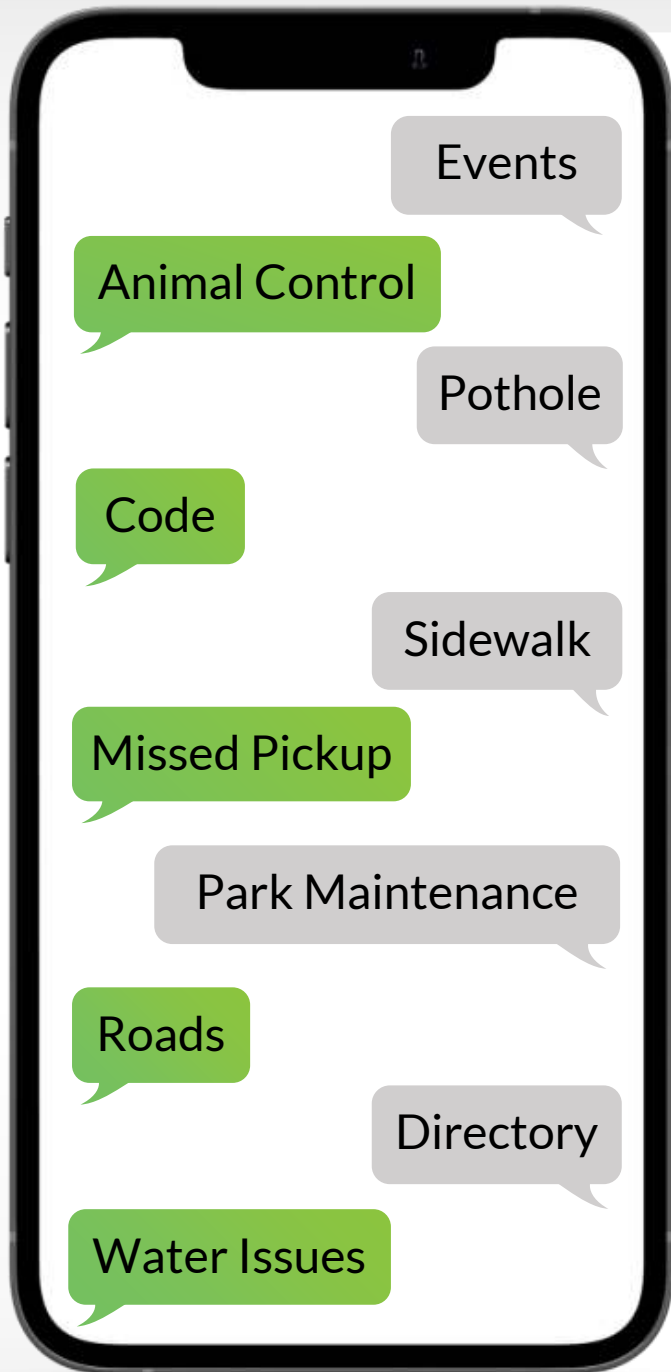 Events
Animal Control
Pothole
Code
Sidewalk
Missed Pickup
Park Maintenance
Roads
Directory
Water Issues